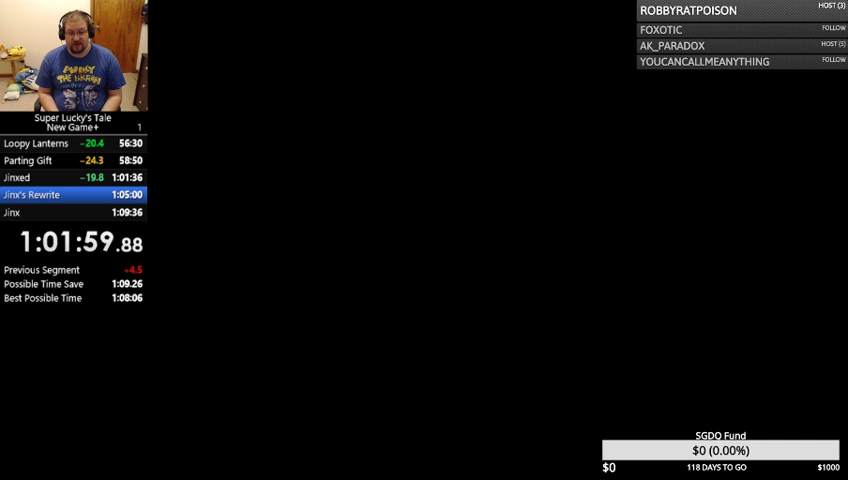 Super Lucky's Tale
New Game+ 1
Loopy Lanterns -20.4 56:30
Parting Gift -24.3 58:50
Jinxed -19.8 1:01:36
Jinx's Rewrite 1:05:00
Jinx 1:09:36
1:01:59.88
Previous Segment -4.5
Possible Time Save 1:09.26
Best Possible Time 1:08:06
ROBBYRATPOISON HOST (3)
FOXOTIC FOLLOW
AK_PARADOX HOST (5)
YOUCANCALLMEANYTHING FOLLOW
SGDQ Fund
$0 (0.00%)
$0 118 DAYS TO GO $1000